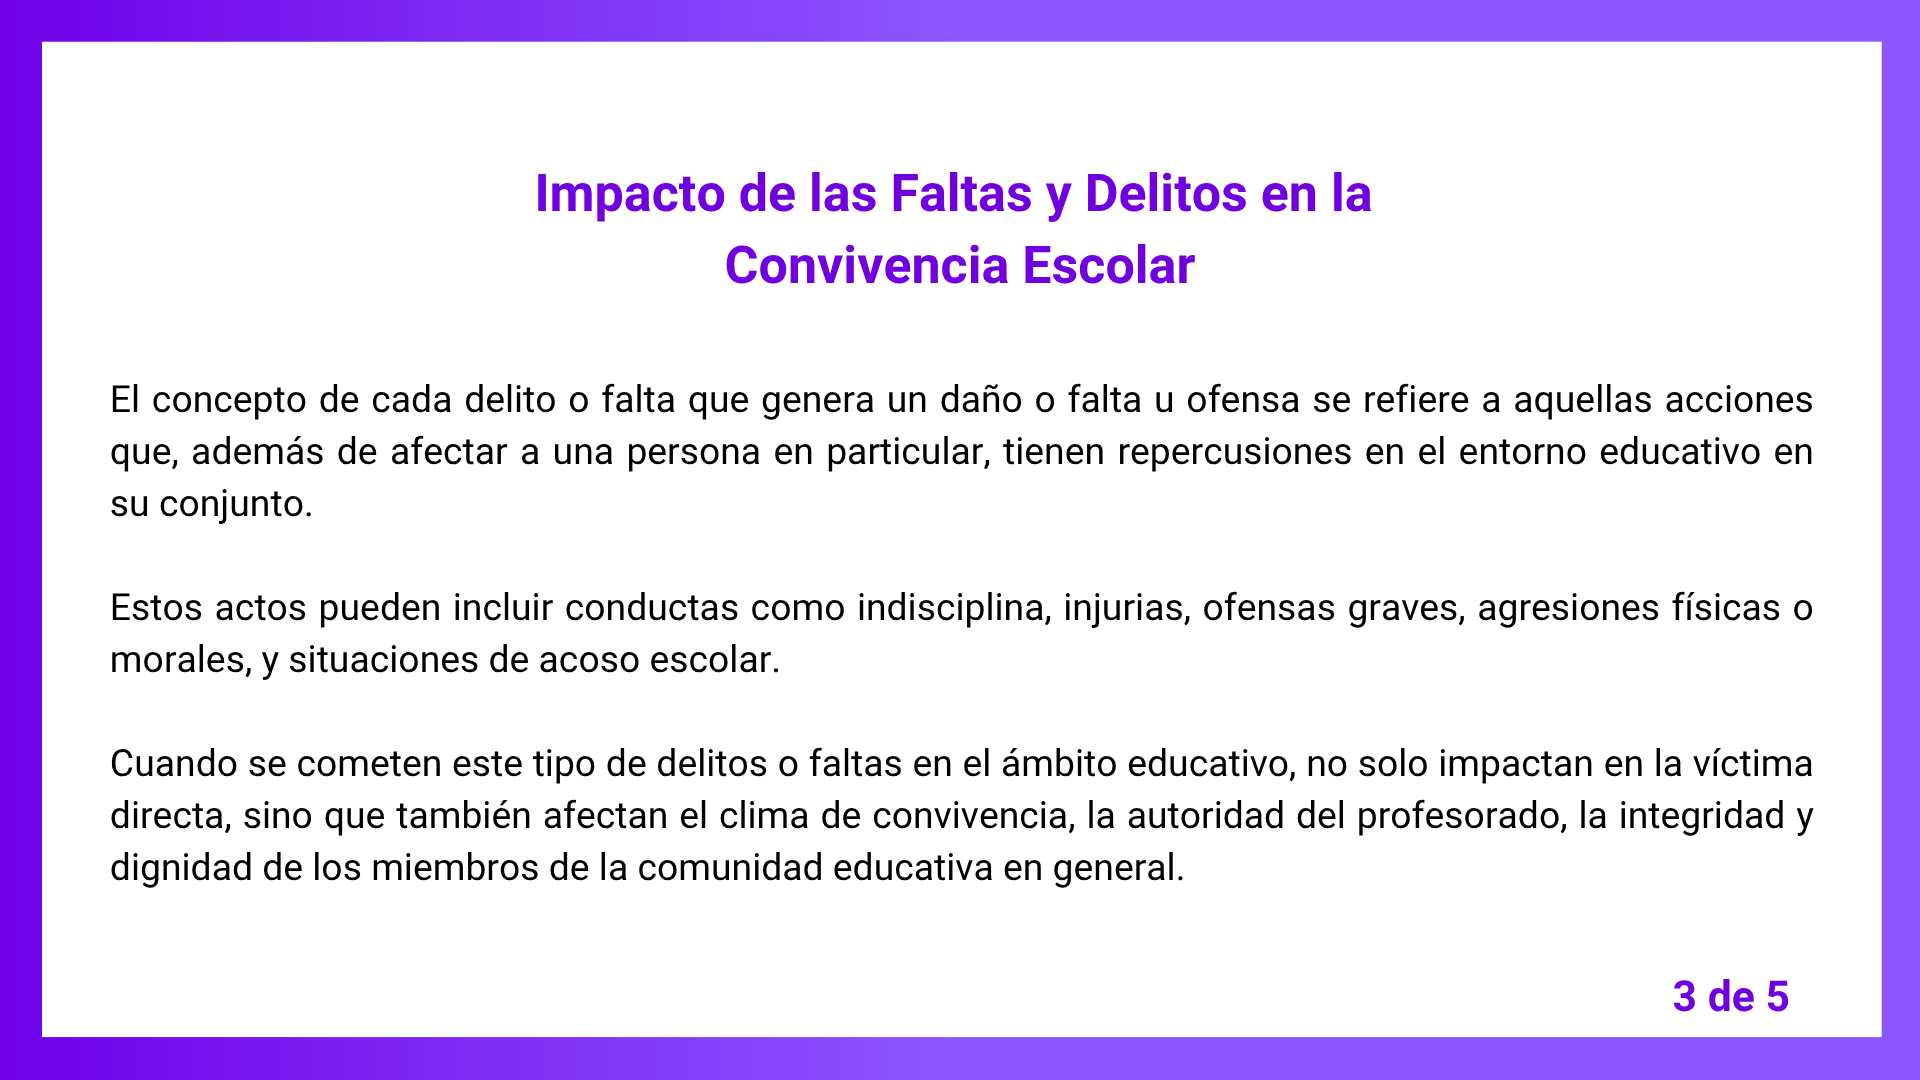 Impacto de las Faltas y Delitos en la
Convivencia Escolar
El concepto de cada delito o falta que genera un daño o falta u ofensa se refiere a aquellas acciones
que, además de afectar a una persona en particular, tienen repercusiones en el entorno educativo en
su conjunto.
Estos actos pueden incluir conductas como indisciplina, injurias, ofensas graves, agresiones físicas o
morales, y situaciones de acoso escolar.
Cuando se cometen este tipo de delitos o faltas en el ámbito educativo, no solo impactan en la víctima
directa, sino que también afectan el clima de convivencia, la autoridad del profesorado, la integridad y
dignidad de los miembros de la comunidad educativa en general.
3 de 5